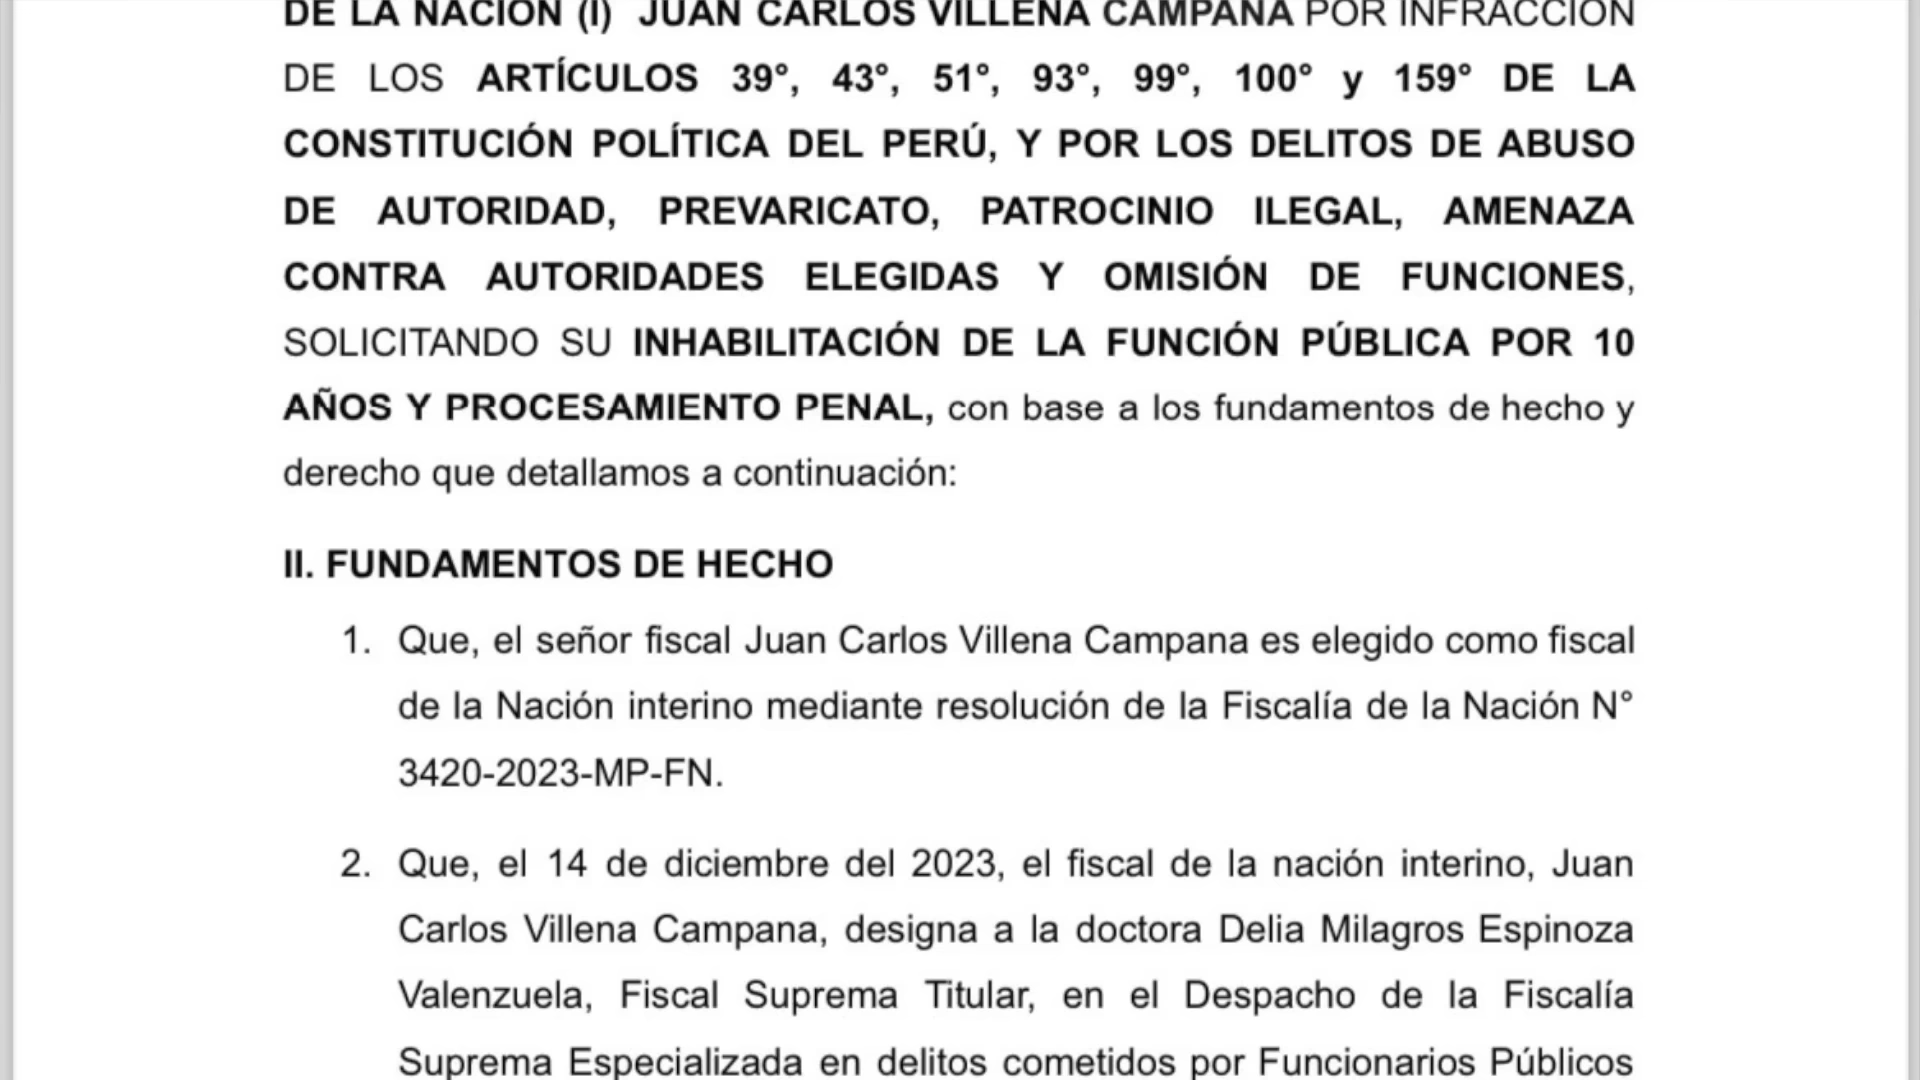 DE LA NACIÓN (I) JUAN CARLOS VILLENA CAMPANA POR INFRACCIÓN
DE LOS ARTÍCULOS 39°, 43°, 51°, 93°, 99°, 100° y 159° DE LA
CONSTITUCIÓN POLÍTICA DEL PERÚ, Y POR LOS DELITOS DE ABUSO
DE AUTORIDAD, PREVARICATO, PATROCINIO ILEGAL, AMENAZA
CONTRA AUTORIDADES ELEGIDAS Y OMISIÓN DE FUNCIONES,
SOLICITANDO SU INHABILITACIÓN DE LA FUNCIÓN PÚBLICA POR 10
AÑOS Y PROCESAMIENTO PENAL, con base a los fundamentos de hecho y
derecho que detallamos a continuación:
II. FUNDAMENTOS DE HECHO
1. Que, el señor fiscal Juan Carlos Villena Campana es elegido como fiscal
de la Nación interino mediante resolución de la Fiscalía de la Nación N°
3420-2023-MP-FN.
2. Que, el 14 de diciembre del 2023, el fiscal de la nación interino, Juan
Carlos Villena Campana, designa a la doctora Delia Milagros Espinoza
Valenzuela, Fiscal Suprema Titular, en el Despacho de la Fiscalía
Suprema Especializada en delitos cometidos por Funcionarios Públicos